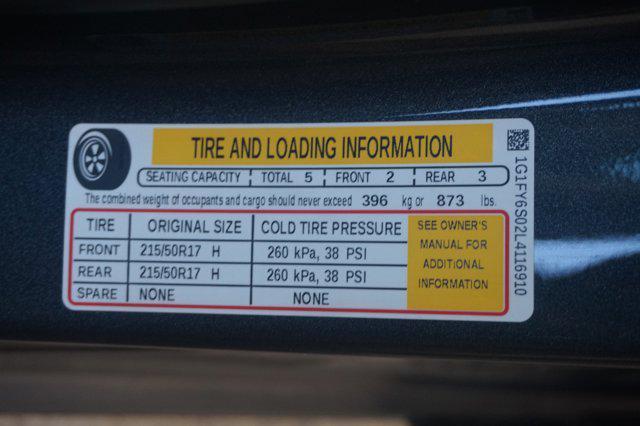 TIRE AND LOADING INFORMATION
SEATING CAPACITY TOTAL 5 FRONT 2 REAR 3
The combined weight of occupants and cargo should never exceed 396 kg or 873 lbs.
TIRE ORIGINAL SIZE COLD TIRE PRESSURE
FRONT 215/50R17 H 260 kPa, 38 PSI
REAR 215/50R17 H 260 kPa, 38 PSI
SPARE NONE NONE
SEE OWNER'S
MANUAL FOR
ADDITIONAL
INFORMATION
1G1FY6S02L4116910